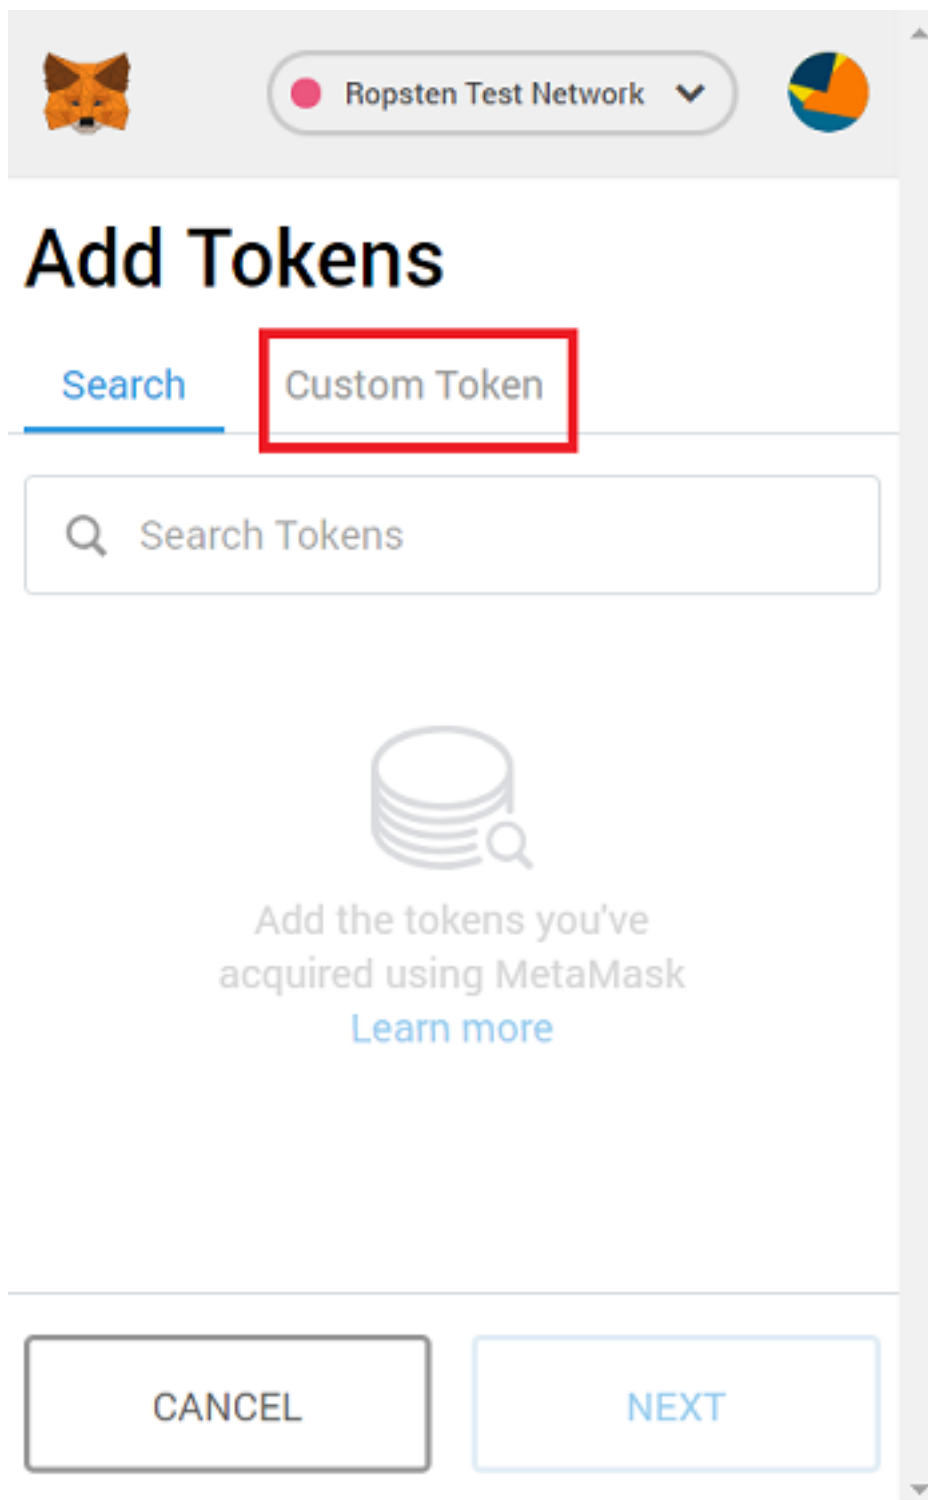 Ropsten Test Network
Add Tokens
Search
Custom Token
Search Tokens
Add the tokens you've
acquired using MetaMask
Learn more
CANCEL
NEXT